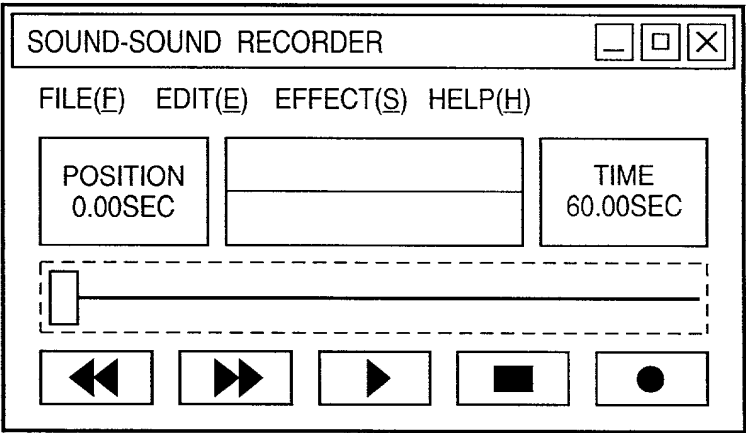 SOUND-SOUND RECORDER
FILE(F) EDIT(E) EFFECT(S) HELP(H)
POSITION
0.00SEC
TIME
60.00SEC